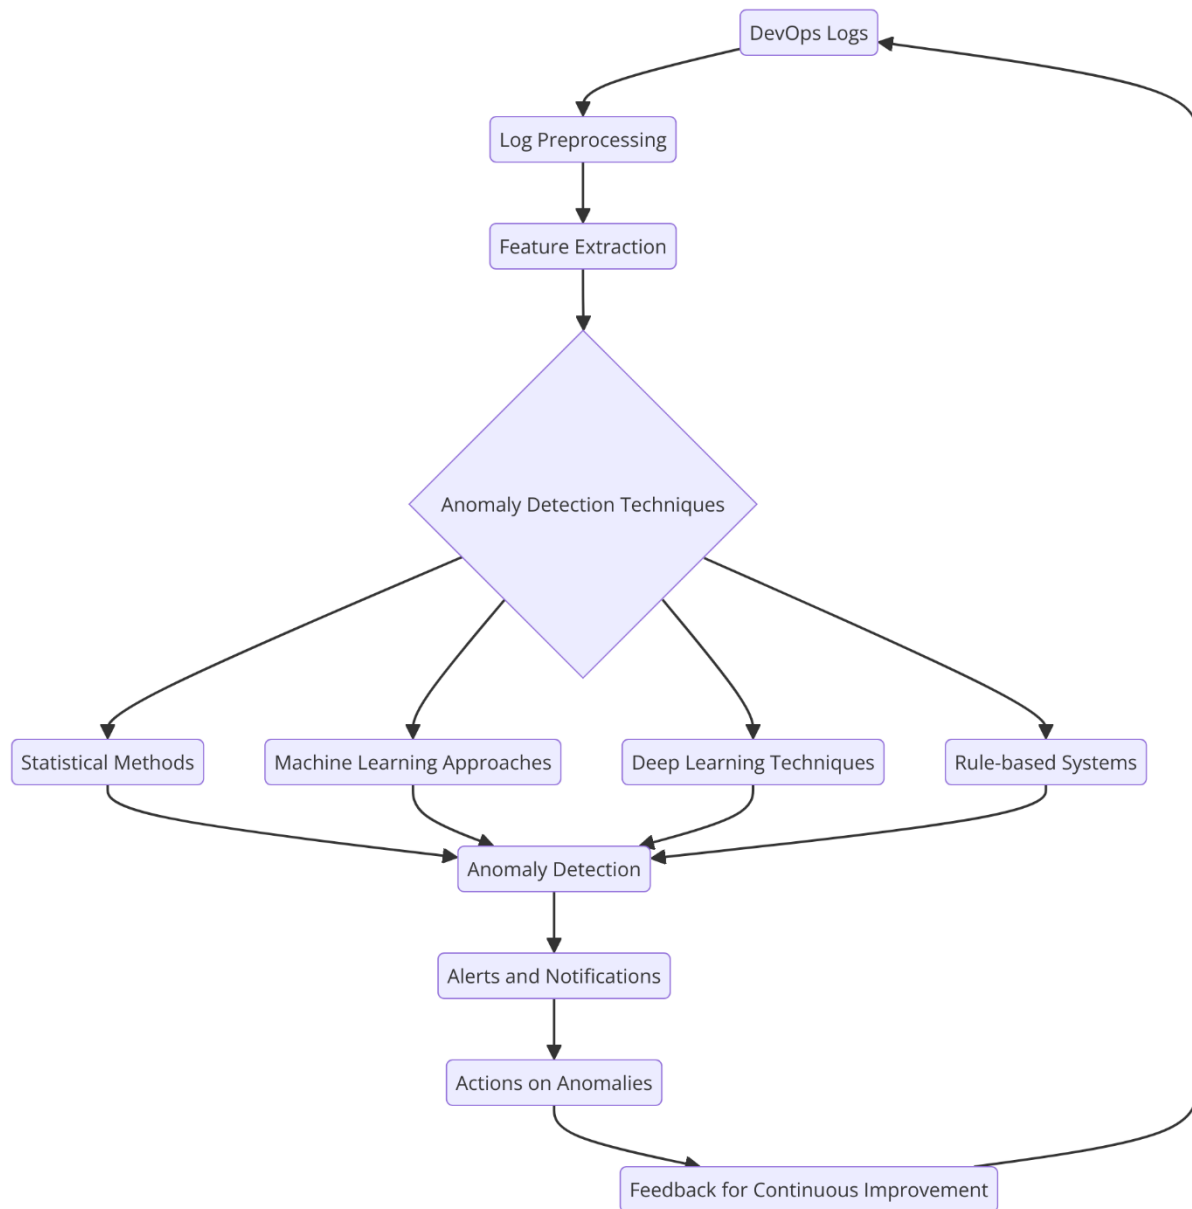 DevOps Logs
Log Preprocessing
Feature Extraction
Anomaly Detection Techniques
Statistical Methods
Machine Learning Approaches
Deep Learning Techniques
Rule-based Systems
Anomaly Detection
Alerts and Notifications
Actions on Anomalies
Feedback for Continuous Improvement